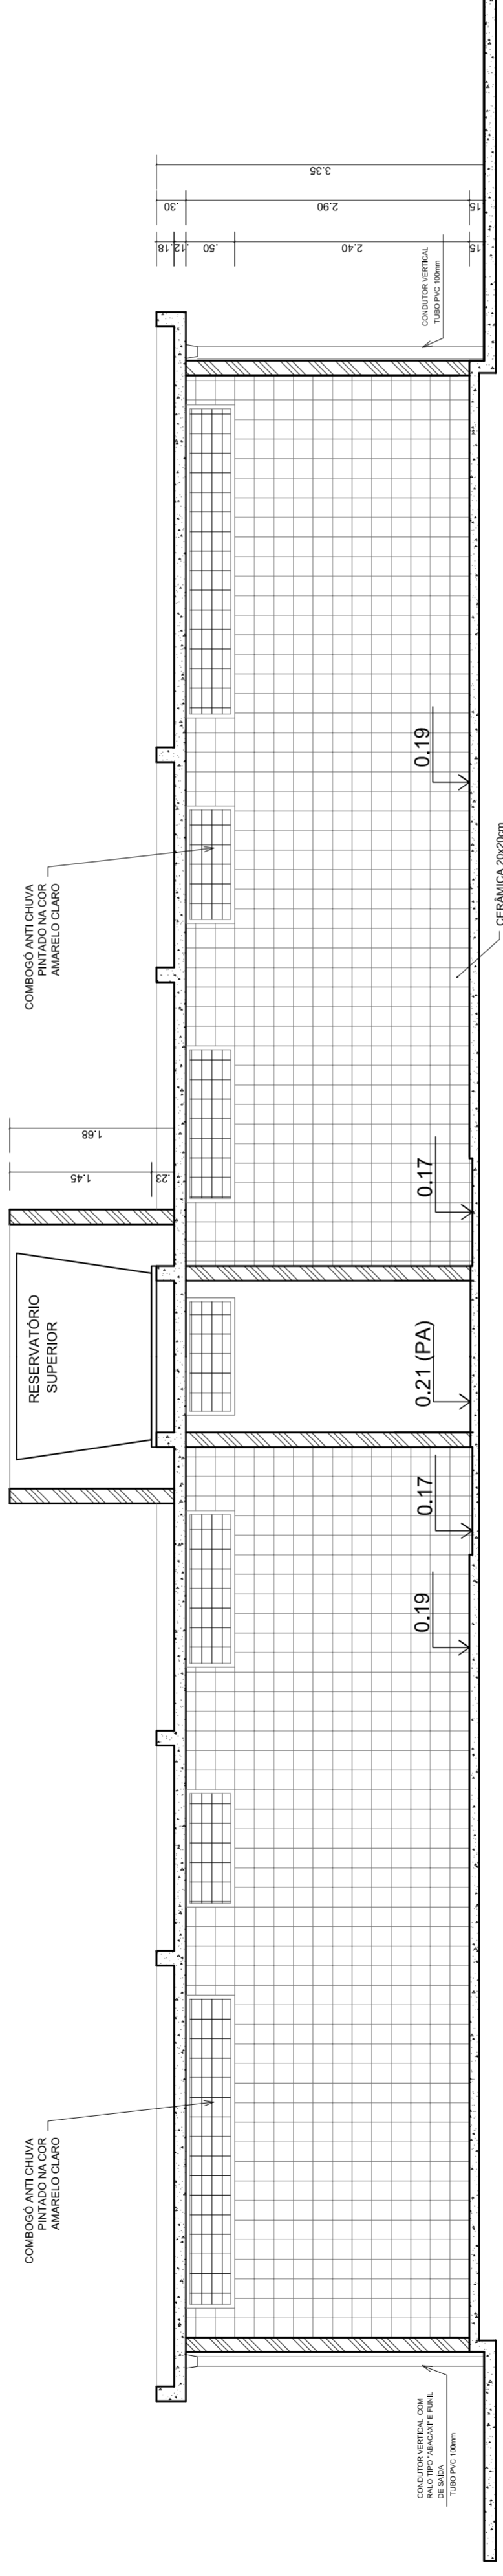 3.35
.30
2.90
15
.18
.12
.50
2.40
15
CONDUTOR VERTICAL
TUBO PVC 100mm
COMBOGÓ ANTI CHUVA
PINTADO NA COR
AMARELO CLARO
0.19
CERÂMICA 20x20cm
1.68
1.45
.23
0.17
RESERVATÓRIO
SUPERIOR
0.21 (PA)
0.17
0.19
COMBOGÓ ANTI CHUVA
PINTADO NA COR
AMARELO CLARO
CONDUTOR VERTICAL COM
RALO TIPO "ABACAXI" E FUNIL
DE SAÍDA
TUBO PVC 100mm